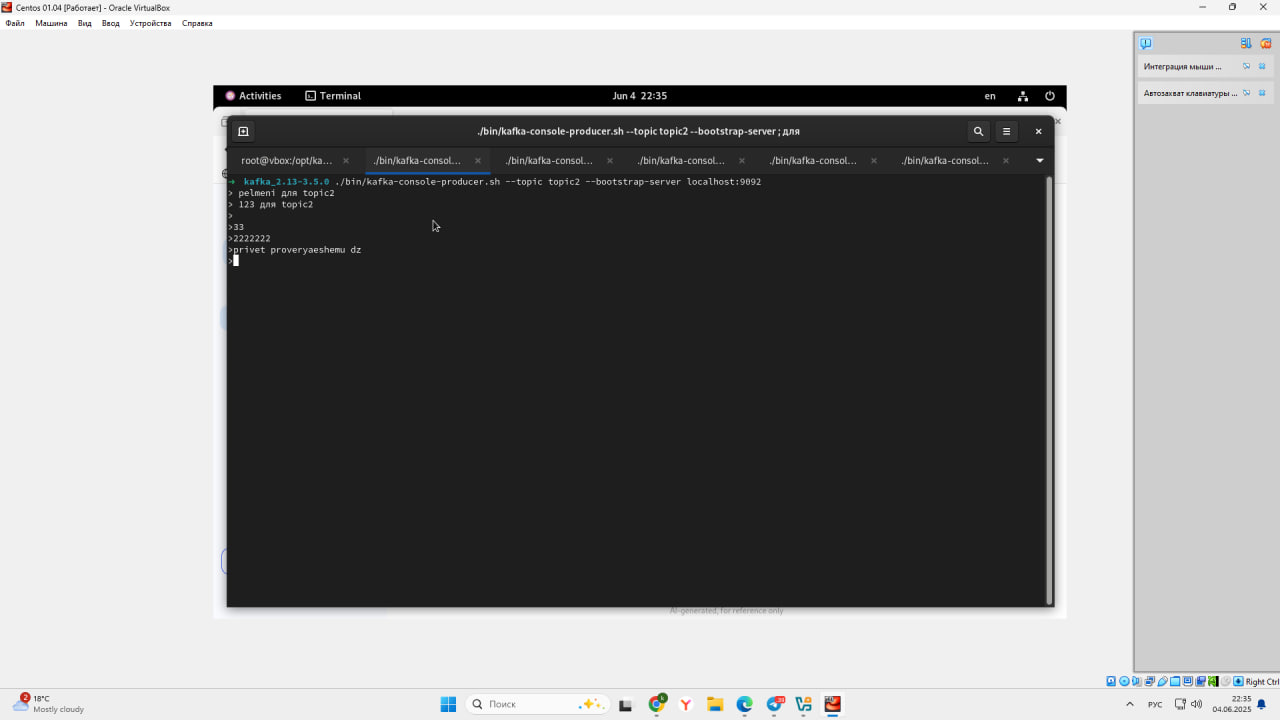 Centos 01.04 [Работает] - Oracle VirtualBox
Файл Машина Вид Ввод Устройства Справка
Интеграция мыши ...
Автозахват клавиатуры ...
Activities Terminal Jun 4 22:35 en
./bin/kafka-console-producer.sh --topic topic2 --bootstrap-server ; для
root@vbox:/opt/ka... ./bin/kafka-consol... ./bin/kafka-consol... ./bin/kafka-consol... ./bin/kafka-consol... ./bin/kafka-consol...
→ kafka_2.13-3.5.0 ./bin/kafka-console-producer.sh --topic topic2 --bootstrap-server localhost:9092
> pelmeni для topic2
> 123 для topic2
>
>33
>2222222
>privet proveryaeshemu dz
>
AI-generated, for reference only
Right Ctrl
2 18°C
Mostly cloudy
Поиск
РУС
22:35
04.06.2025